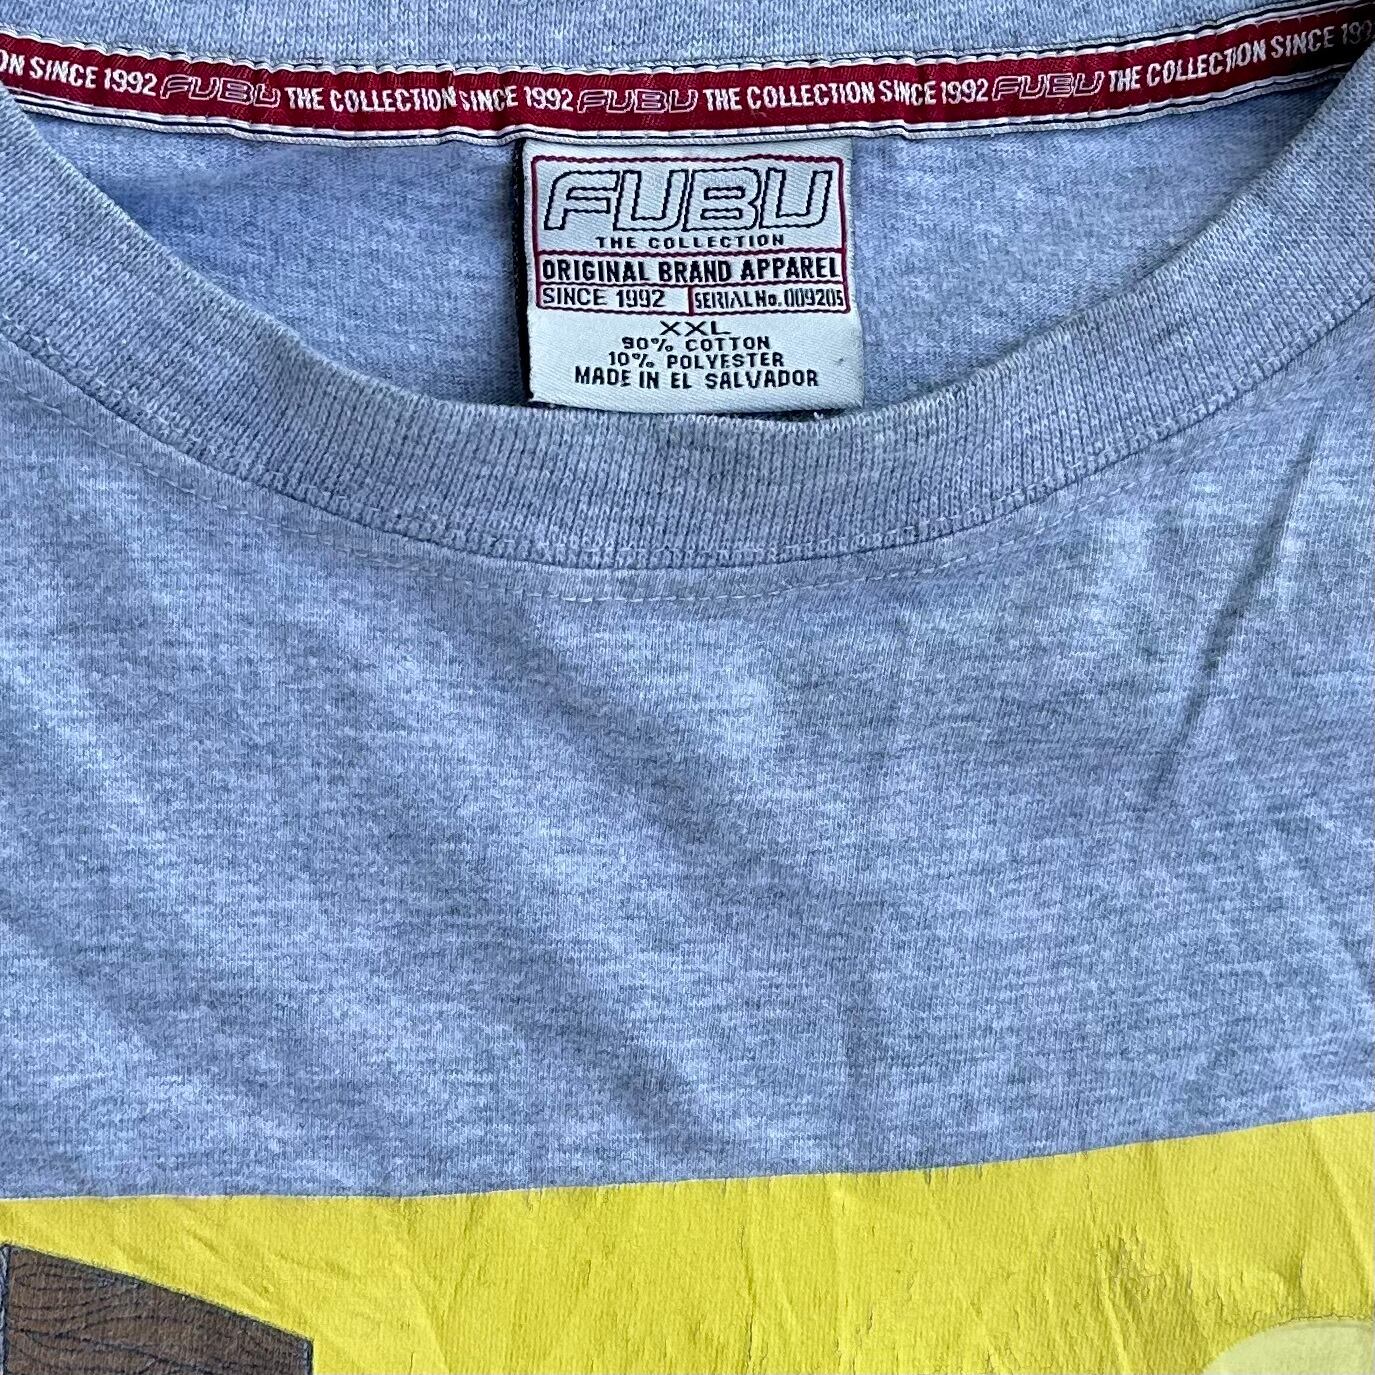 ON SINCE 1992 FUBU THE COLLECTION SINCE 1992 FUBU THE COLLECTION SINCE 1992 FUBU THE COLLECTION SINCE 199
FUBU
THE COLLECTION
ORIGINAL BRAND APPAREL
SINCE 1992 SERIAL No. 009205
XXL
90% COTTON
10% POLYESTER
MADE IN EL SALVADOR